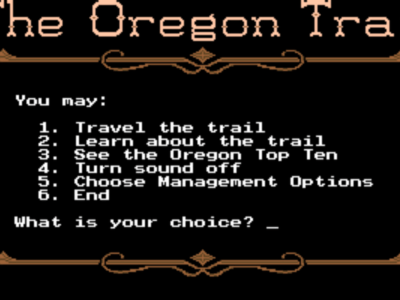 The Oregon Tra
You may:
1. Travel the trail
2. Learn about the trail
3. See the Oregon Top Ten
4. Turn sound off
5. Choose Management Options
6. End
What is your choice? _